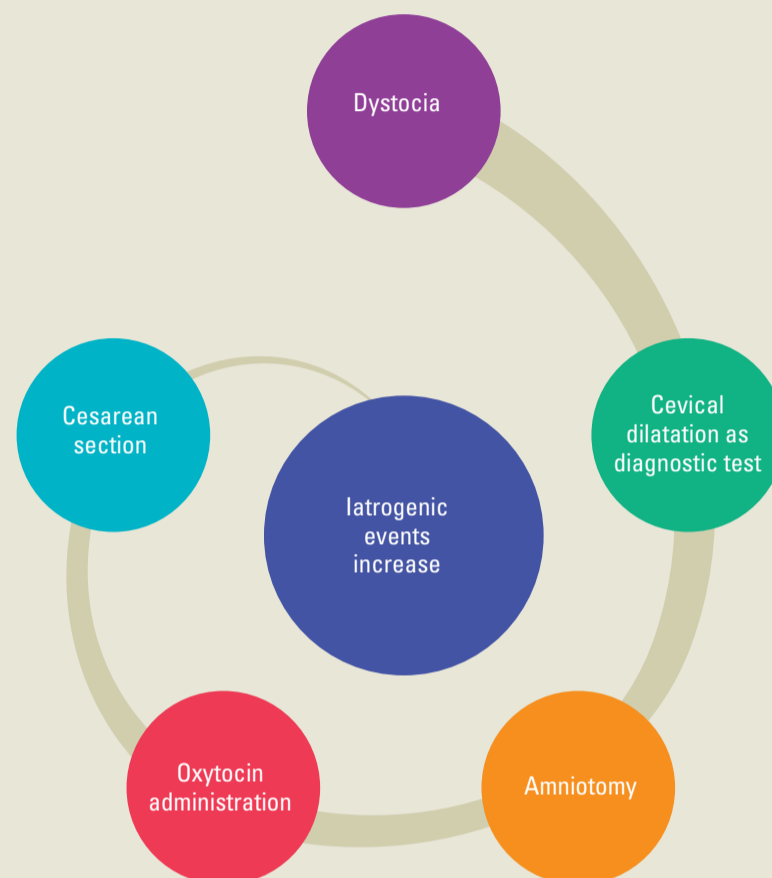 Dystocia
Cevical
dilatation as
diagnostic test
Amniotomy
Oxytocin
administration
Cesarean
section
Iatrogenic
events
increase